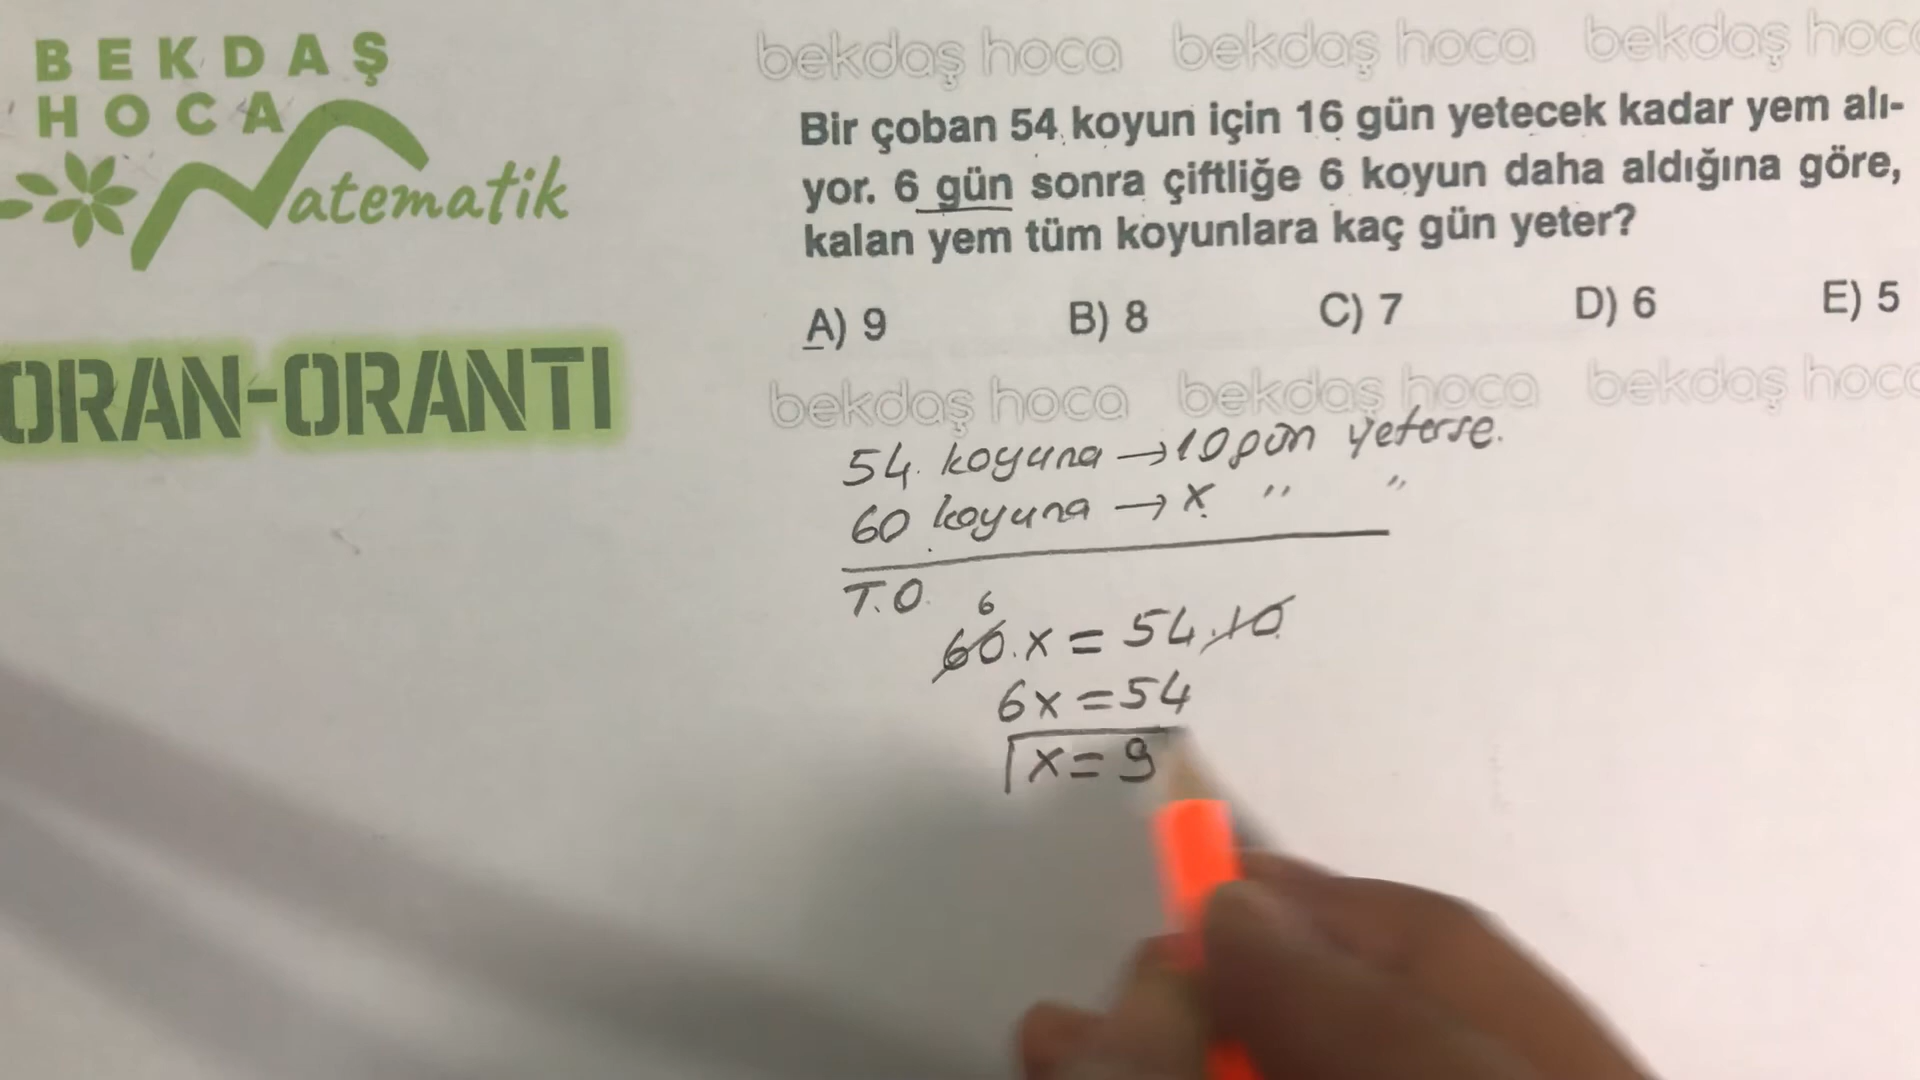 BEKDAŞ
HOCA
Matematik
ORAN-ORANTI
bekdaş hoca bekdaş hoca bekdaş hoca
Bir çoban 54 koyun için 16 gün yetecek kadar yem alı-
yor. 6 gün sonra çiftliğe 6 koyun daha aldığına göre,
kalan yem tüm koyunlara kaç gün yeter?
A) 9 B) 8 C) 7 D) 6 E) 5
bekdaş hoca bekdaş hoca bekdaş hoca
54 koyuna → 10 gün yeterse.
60 koyuna → x " "
T.O.
6
60.x = 54.10
6x = 54
x = 9